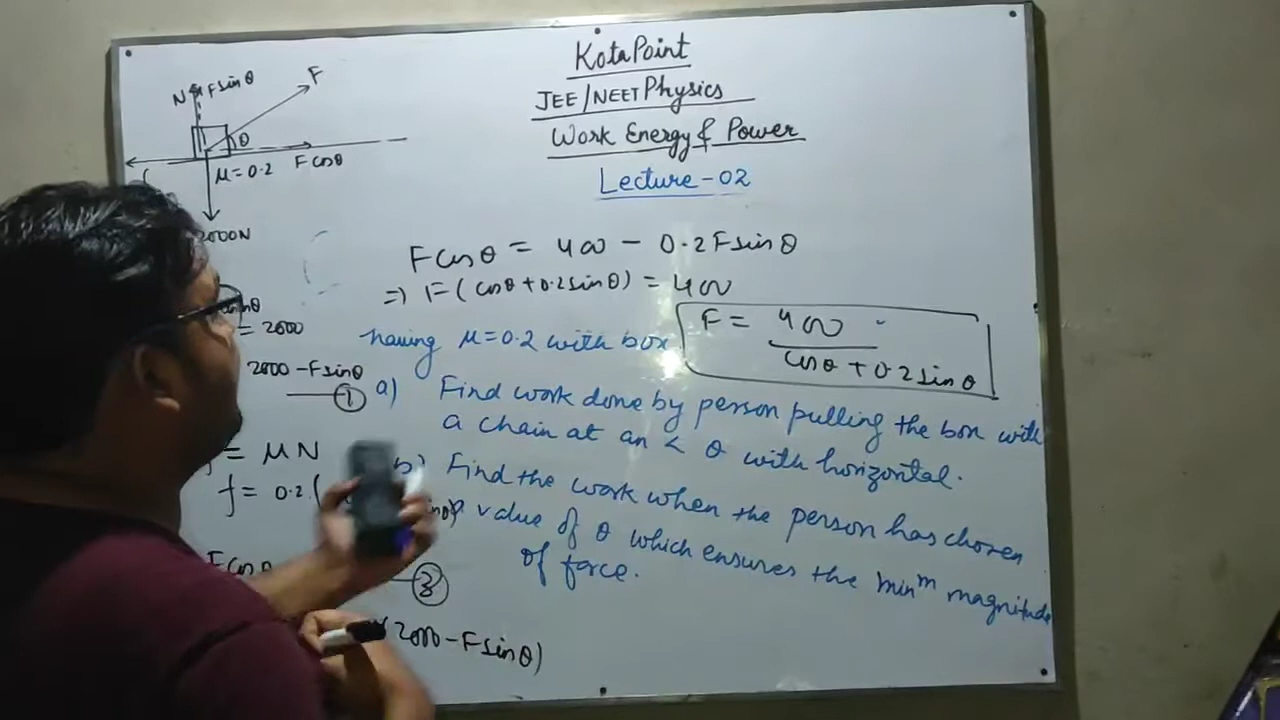 KotaPoint
JEE/NEET Physics
Work Energy & Power
Lecture-02
N F sin θ
F
θ
F cos θ
μ = 0.2
2000N
F cos θ = 400 - 0.2 F sin θ
⇒ F (cos θ + 0.2 sin θ) = 400
F = 400 / cos θ + 0.2 sin θ
having μ = 0.2 with box
= 2000
2000 - F sin θ
①
a) Find work done by person pulling the box with
a chain at an < θ with horizontal.
= μN
f = 0.2 (
b) Find the work when the person has chosen
value of θ which ensures the min^m magnitude
of force.
F cos
③
2000 - F sin θ)